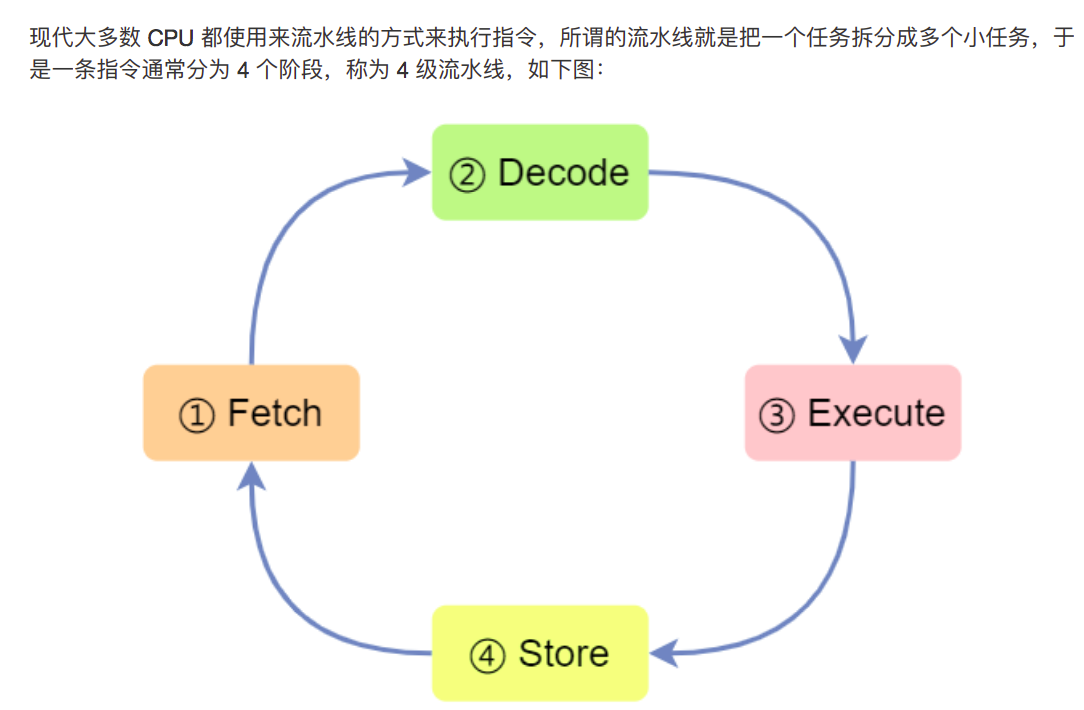 现代大多数 CPU 都使用来流水线的方式来执行指令，所谓的流水线就是把一个任务拆分成多个小任务，于
是一条指令通常分为 4 个阶段，称为 4 级流水线，如下图：
② Decode
① Fetch
③ Execute
④ Store